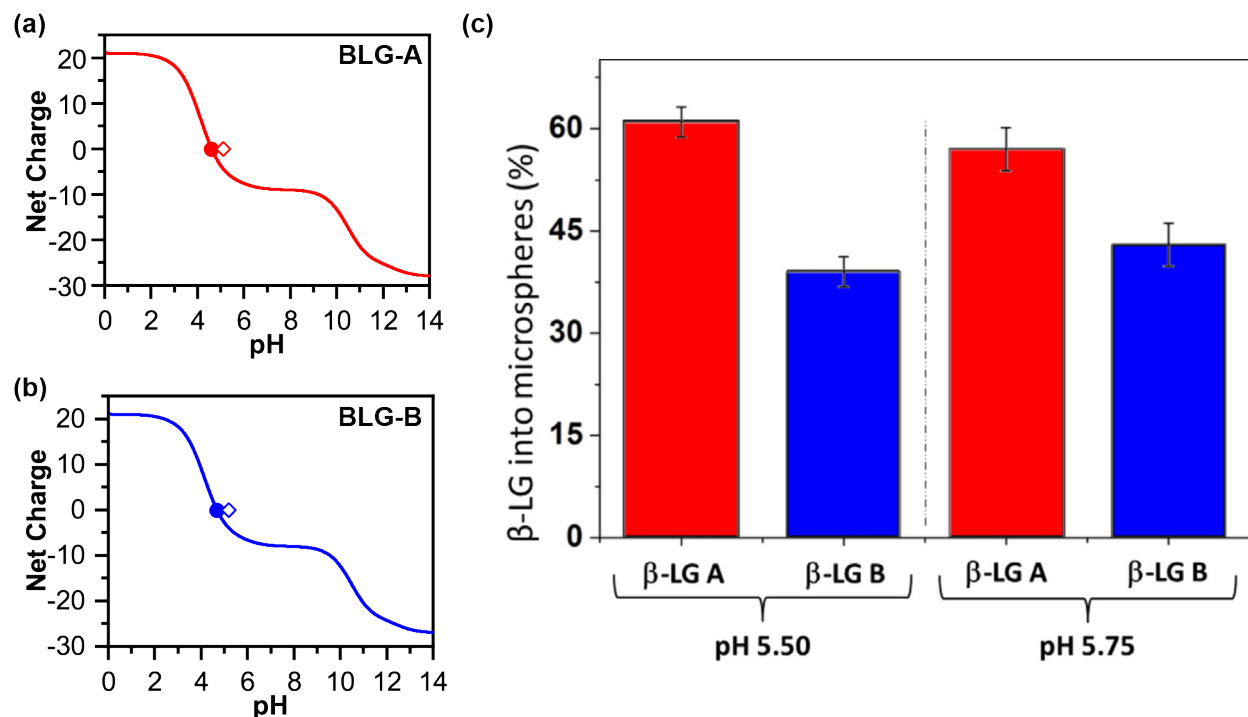 (a)
BLG-A
20
10
0
-10
-20
-30
Net Charge
0 2 4 6 8 10 12 14
pH
(b)
BLG-B
20
10
0
-10
-20
-30
Net Charge
0 2 4 6 8 10 12 14
pH
(c)
60
45
30
15
0
β-LG into microspheres (%)
β-LG A β-LG B β-LG A β-LG B
pH 5.50 pH 5.75